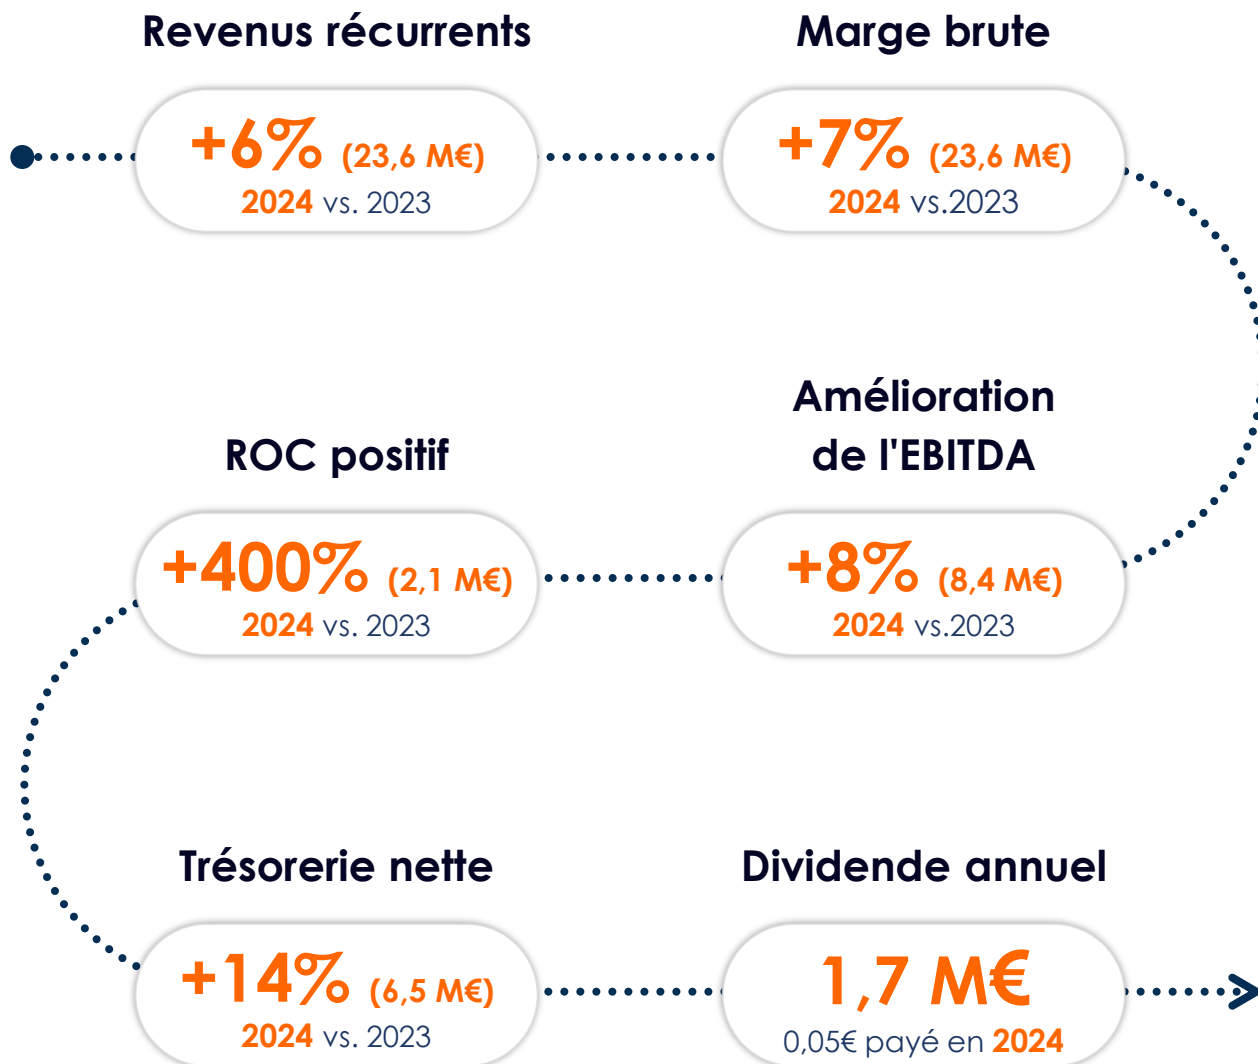 Revenus récurrents
+6% (23,6 M€)
2024 vs. 2023
Marge brute
+7% (23,6 M€)
2024 vs.2023
Amélioration
de l'EBITDA
+8% (8,4 M€)
2024 vs.2023
ROC positif
+400% (2,1 M€)
2024 vs. 2023
Trésorerie nette
+14% (6,5 M€)
2024 vs. 2023
Dividende annuel
1,7 M€
0,05€ payé en 2024